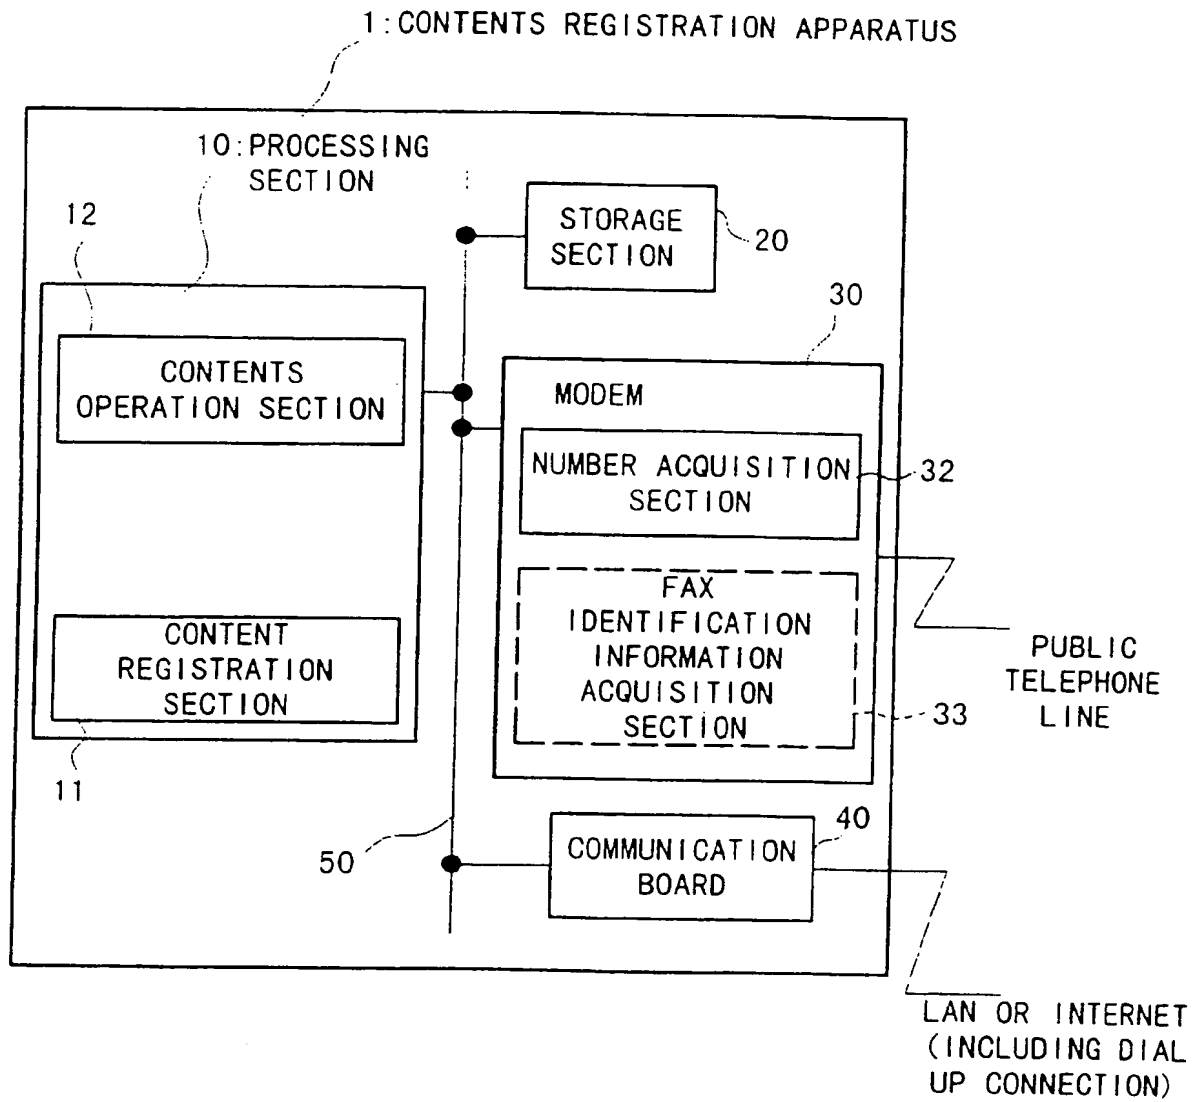 1:CONTENTS REGISTRATION APPARATUS
10:PROCESSING
SECTION
12
STORAGE
SECTION
20
30
CONTENTS
OPERATION SECTION
MODEM
NUMBER ACQUISITION
SECTION
32
FAX
IDENTIFICATION
INFORMATION
ACQUISITION
SECTION
33
CONTENT
REGISTRATION
SECTION
11
PUBLIC
TELEPHONE
LINE
50
40
COMMUNICATION
BOARD
LAN OR INTERNET
(INCLUDING DIAL
UP CONNECTION)